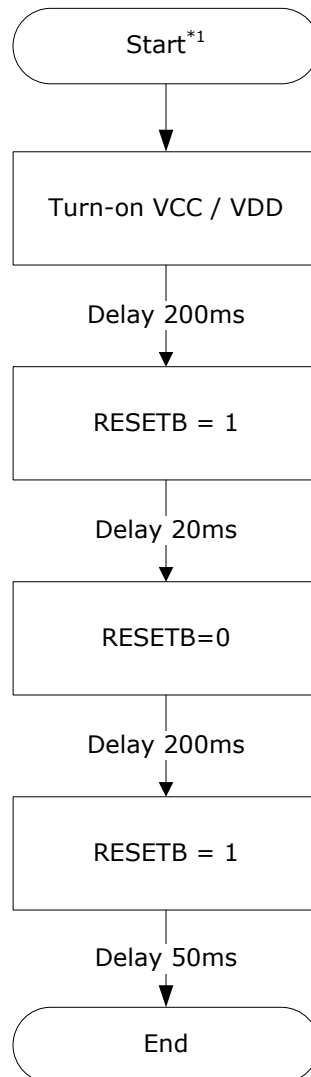 Start*1
Turn-on VCC / VDD
Delay 200ms
RESETB = 1
Delay 20ms
RESETB=0
Delay 200ms
RESETB = 1
Delay 50ms
End